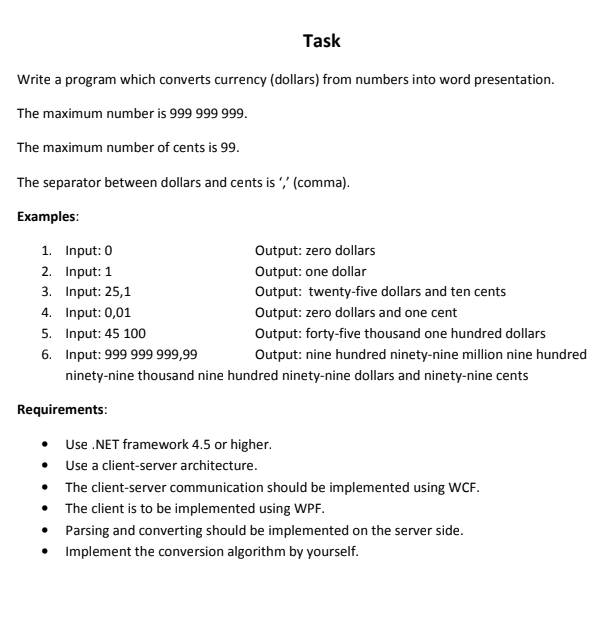 Task
Write a program which converts currency (dollars) from numbers into word presentation.
The maximum number is 999 999 999.
The maximum number of cents is 99.
The separator between dollars and cents is ‘,’ (comma).
Examples:
1. Input: 0 Output: zero dollars
2. Input: 1 Output: one dollar
3. Input: 25,1 Output: twenty-five dollars and ten cents
4. Input: 0,01 Output: zero dollars and one cent
5. Input: 45 100 Output: forty-five thousand one hundred dollars
6. Input: 999 999 999,99 Output: nine hundred ninety-nine million nine hundred
ninety-nine thousand nine hundred ninety-nine dollars and ninety-nine cents
Requirements:
• Use .NET framework 4.5 or higher.
• Use a client-server architecture.
• The client-server communication should be implemented using WCF.
• The client is to be implemented using WPF.
• Parsing and converting should be implemented on the server side.
• Implement the conversion algorithm by yourself.